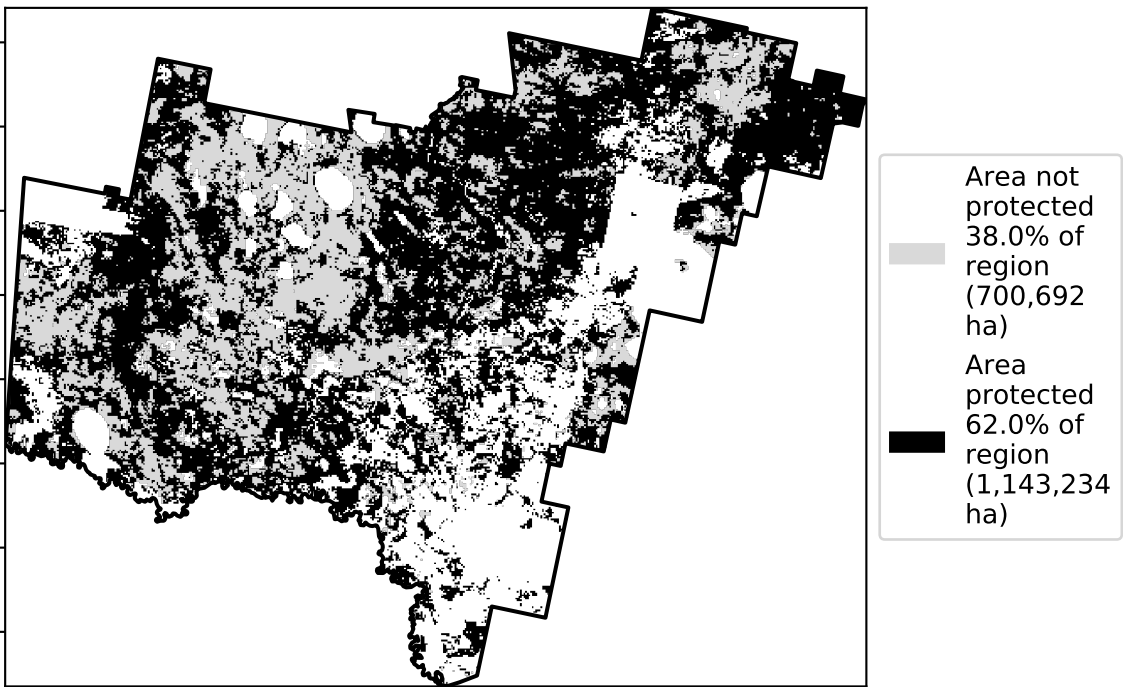 Area not
protected
38.0% of
region
(700,692
ha)
Area
protected
62.0% of
region
(1,143,234
ha)